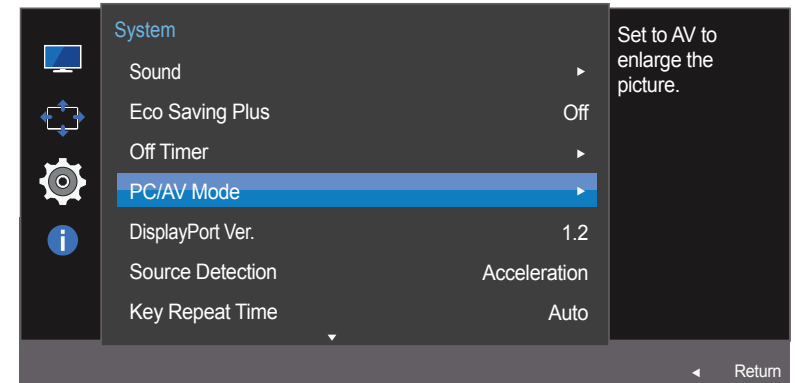 System
Sound ►
Eco Saving Plus Off
Off Timer ►
PC/AV Mode ►
DisplayPort Ver. 1.2
Source Detection Acceleration
Key Repeat Time Auto
▼
Set to AV to
enlarge the
picture.
◄ Return